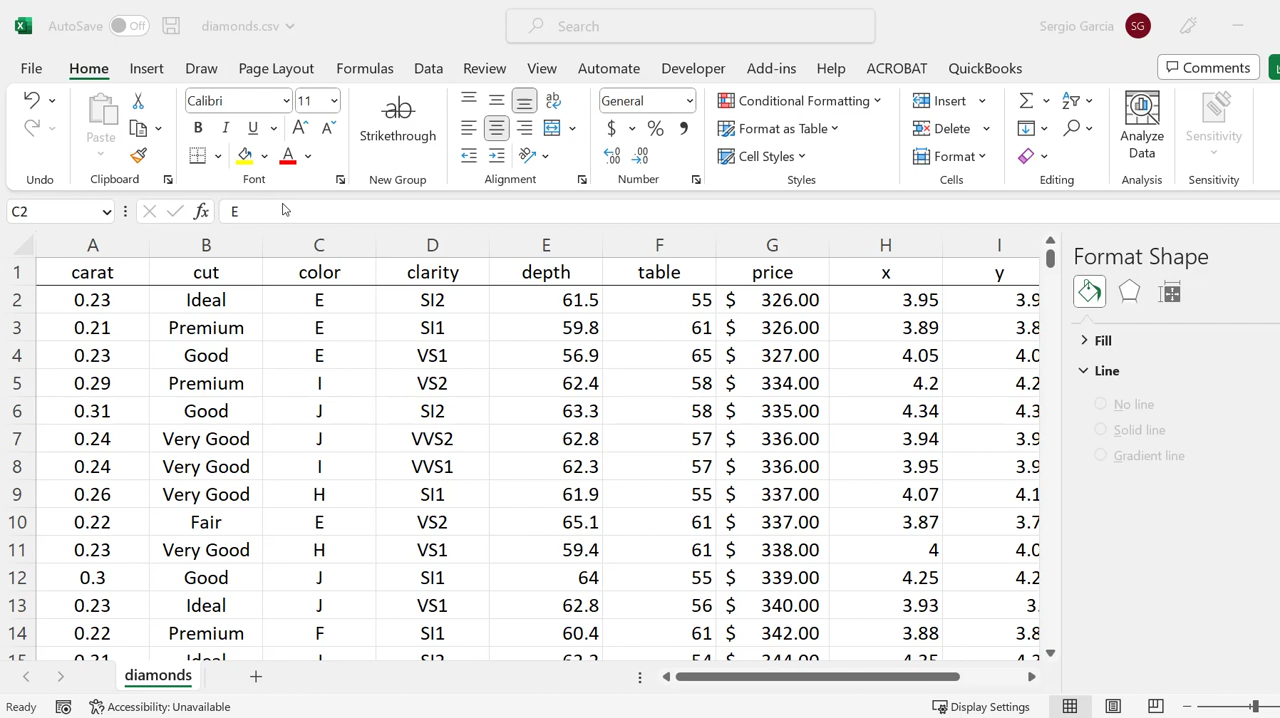 AutoSave Off diamonds.csv Search Sergio Garcia SG
File Home Insert Draw Page Layout Formulas Data Review View Automate Developer Add-ins Help ACROBAT QuickBooks Comments
Paste Calibri 11 Strikethrough General Conditional Formatting Insert Analyze Data Sensitivity
B I U A A ab $ % Format as Table Delete
A Cell Styles Format
Undo Clipboard Font New Group Alignment Number Styles Cells Editing Analysis Sensitivity
C2 fx E
A B C D E F G H I
1 carat cut color clarity depth table price x y
2 0.23 Ideal E SI2 61.5 55 $ 326.00 3.95
3 0.21 Premium E SI1 59.8 61 $ 326.00 3.89
4 0.23 Good E VS1 56.9 65 $ 327.00 4.05
5 0.29 Premium I VS2 62.4 58 $ 334.00 4.2
6 0.31 Good J SI2 63.3 58 $ 335.00 4.34
7 0.24 Very Good J VVS2 62.8 57 $ 336.00 3.94
8 0.24 Very Good I VVS1 62.3 57 $ 336.00 3.95
9 0.26 Very Good H SI1 61.9 55 $ 337.00 4.07
10 0.22 Fair E VS2 65.1 61 $ 337.00 3.87
11 0.23 Very Good H VS1 59.4 61 $ 338.00 4
12 0.3 Good J SI1 64 55 $ 339.00 4.25
13 0.23 Ideal J VS1 62.8 56 $ 340.00 3.93
14 0.22 Premium F SI1 60.4 61 $ 342.00 3.88
Format Shape
Fill
Line
No line
Solid line
Gradient line
diamonds
Ready Accessibility: Unavailable Display Settings